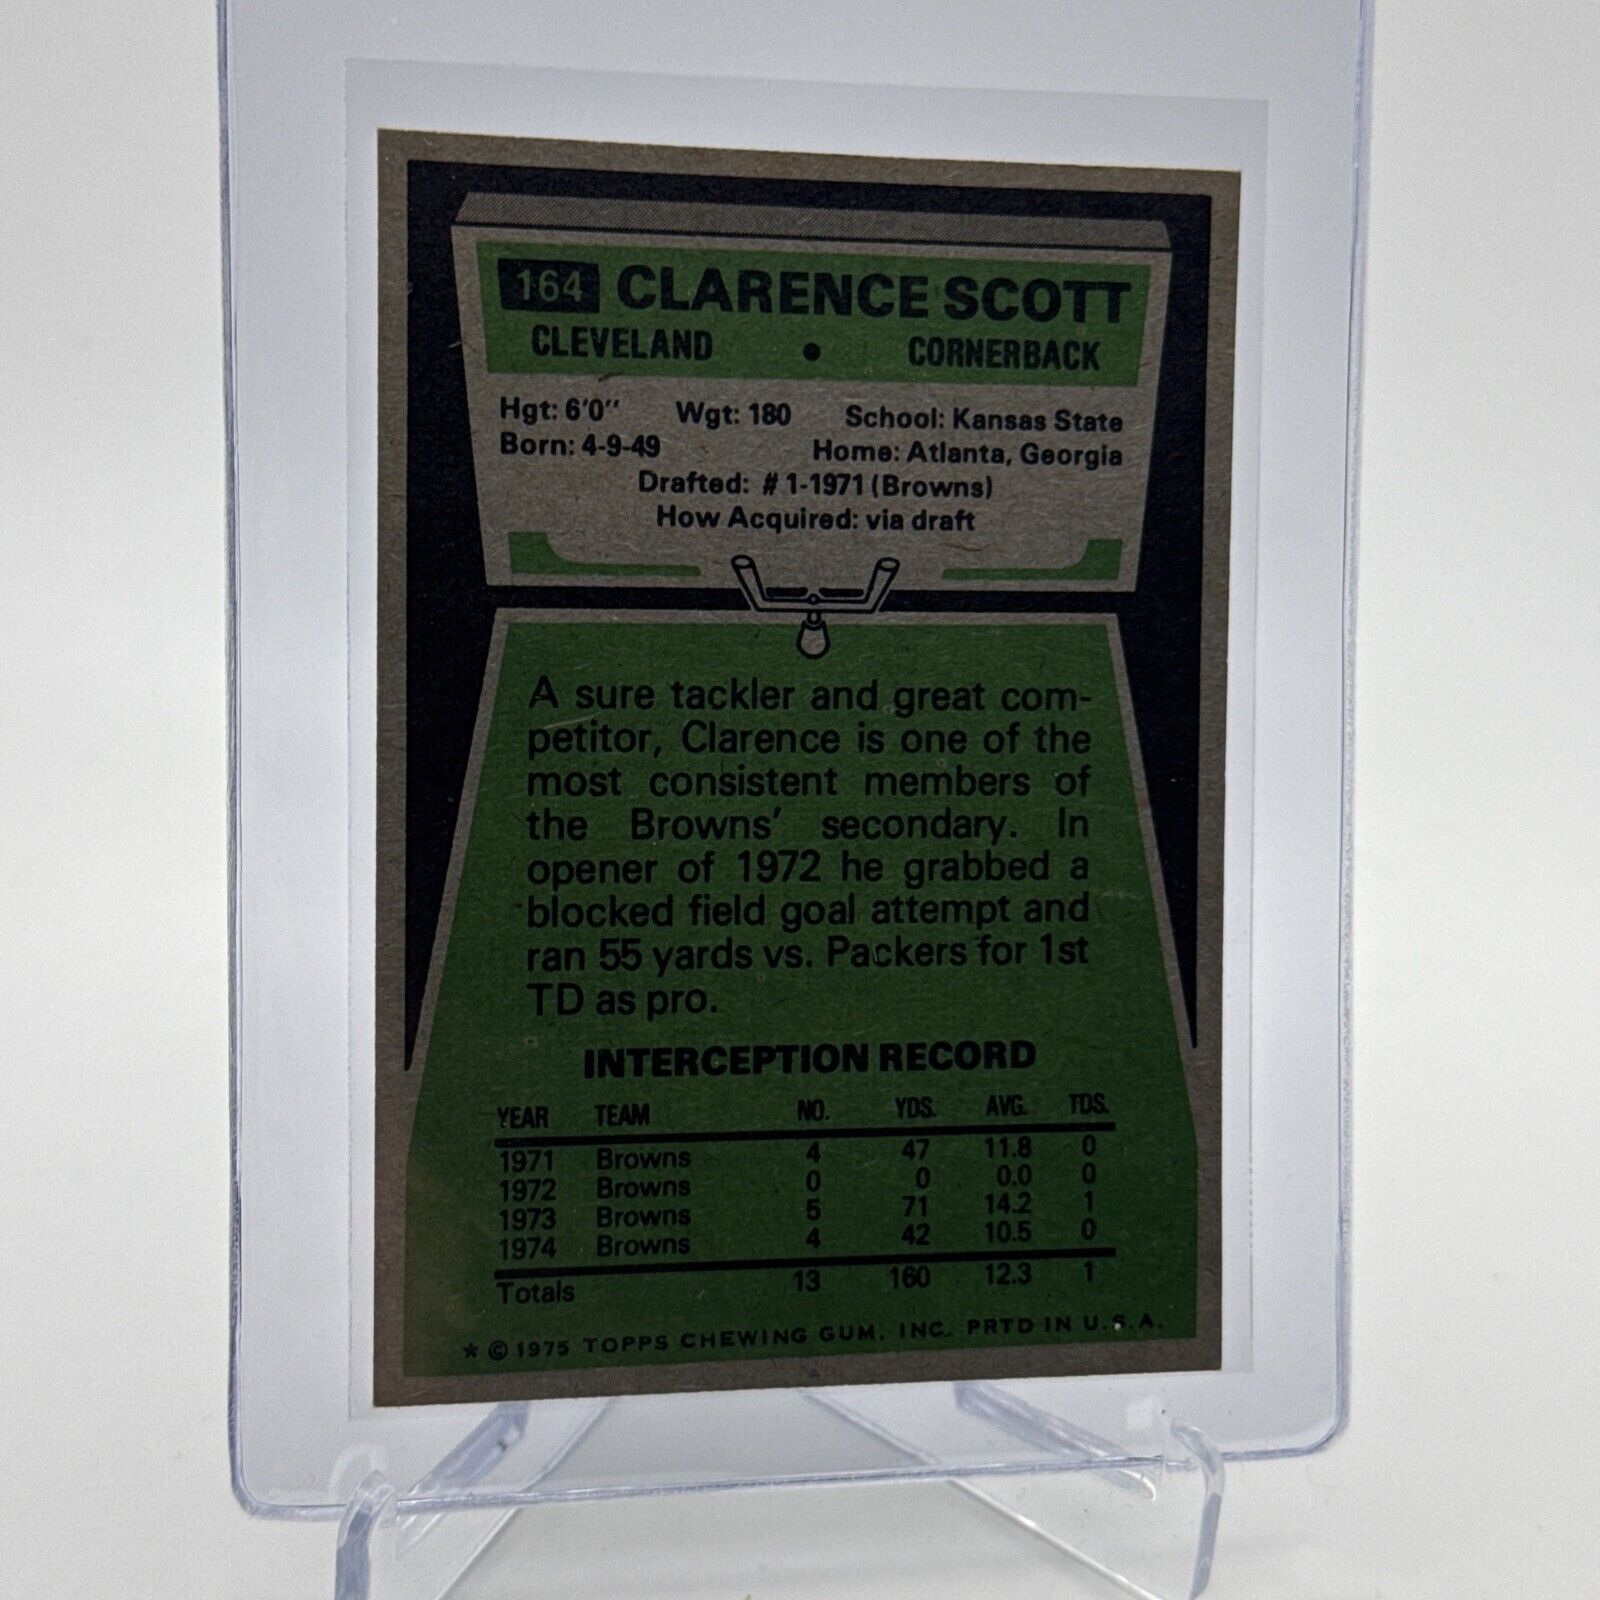 164 CLARENCE SCOTT
CLEVELAND • CORNERBACK
Hgt: 6'0" Wgt: 180 School: Kansas State
Born: 4-9-49 Home: Atlanta, Georgia
Drafted: #1-1971 (Browns)
How Acquired: via draft
A sure tackler and great com-
petitor, Clarence is one of the
most consistent members of
the Browns' secondary. In
opener of 1972 he grabbed a
blocked field goal attempt and
ran 55 yards vs. Packers for 1st
TD as pro.
INTERCEPTION RECORD
YEAR TEAM NO. YDS. AVG. TDS.
1971 Browns 4 47 11.8 0
1972 Browns 0 0 0.0 0
1973 Browns 5 71 14.2 1
1974 Browns 4 42 10.5 0
Totals 13 160 12.3 1
* © 1975 TOPPS CHEWING GUM, INC. PRTD IN U.S.A.